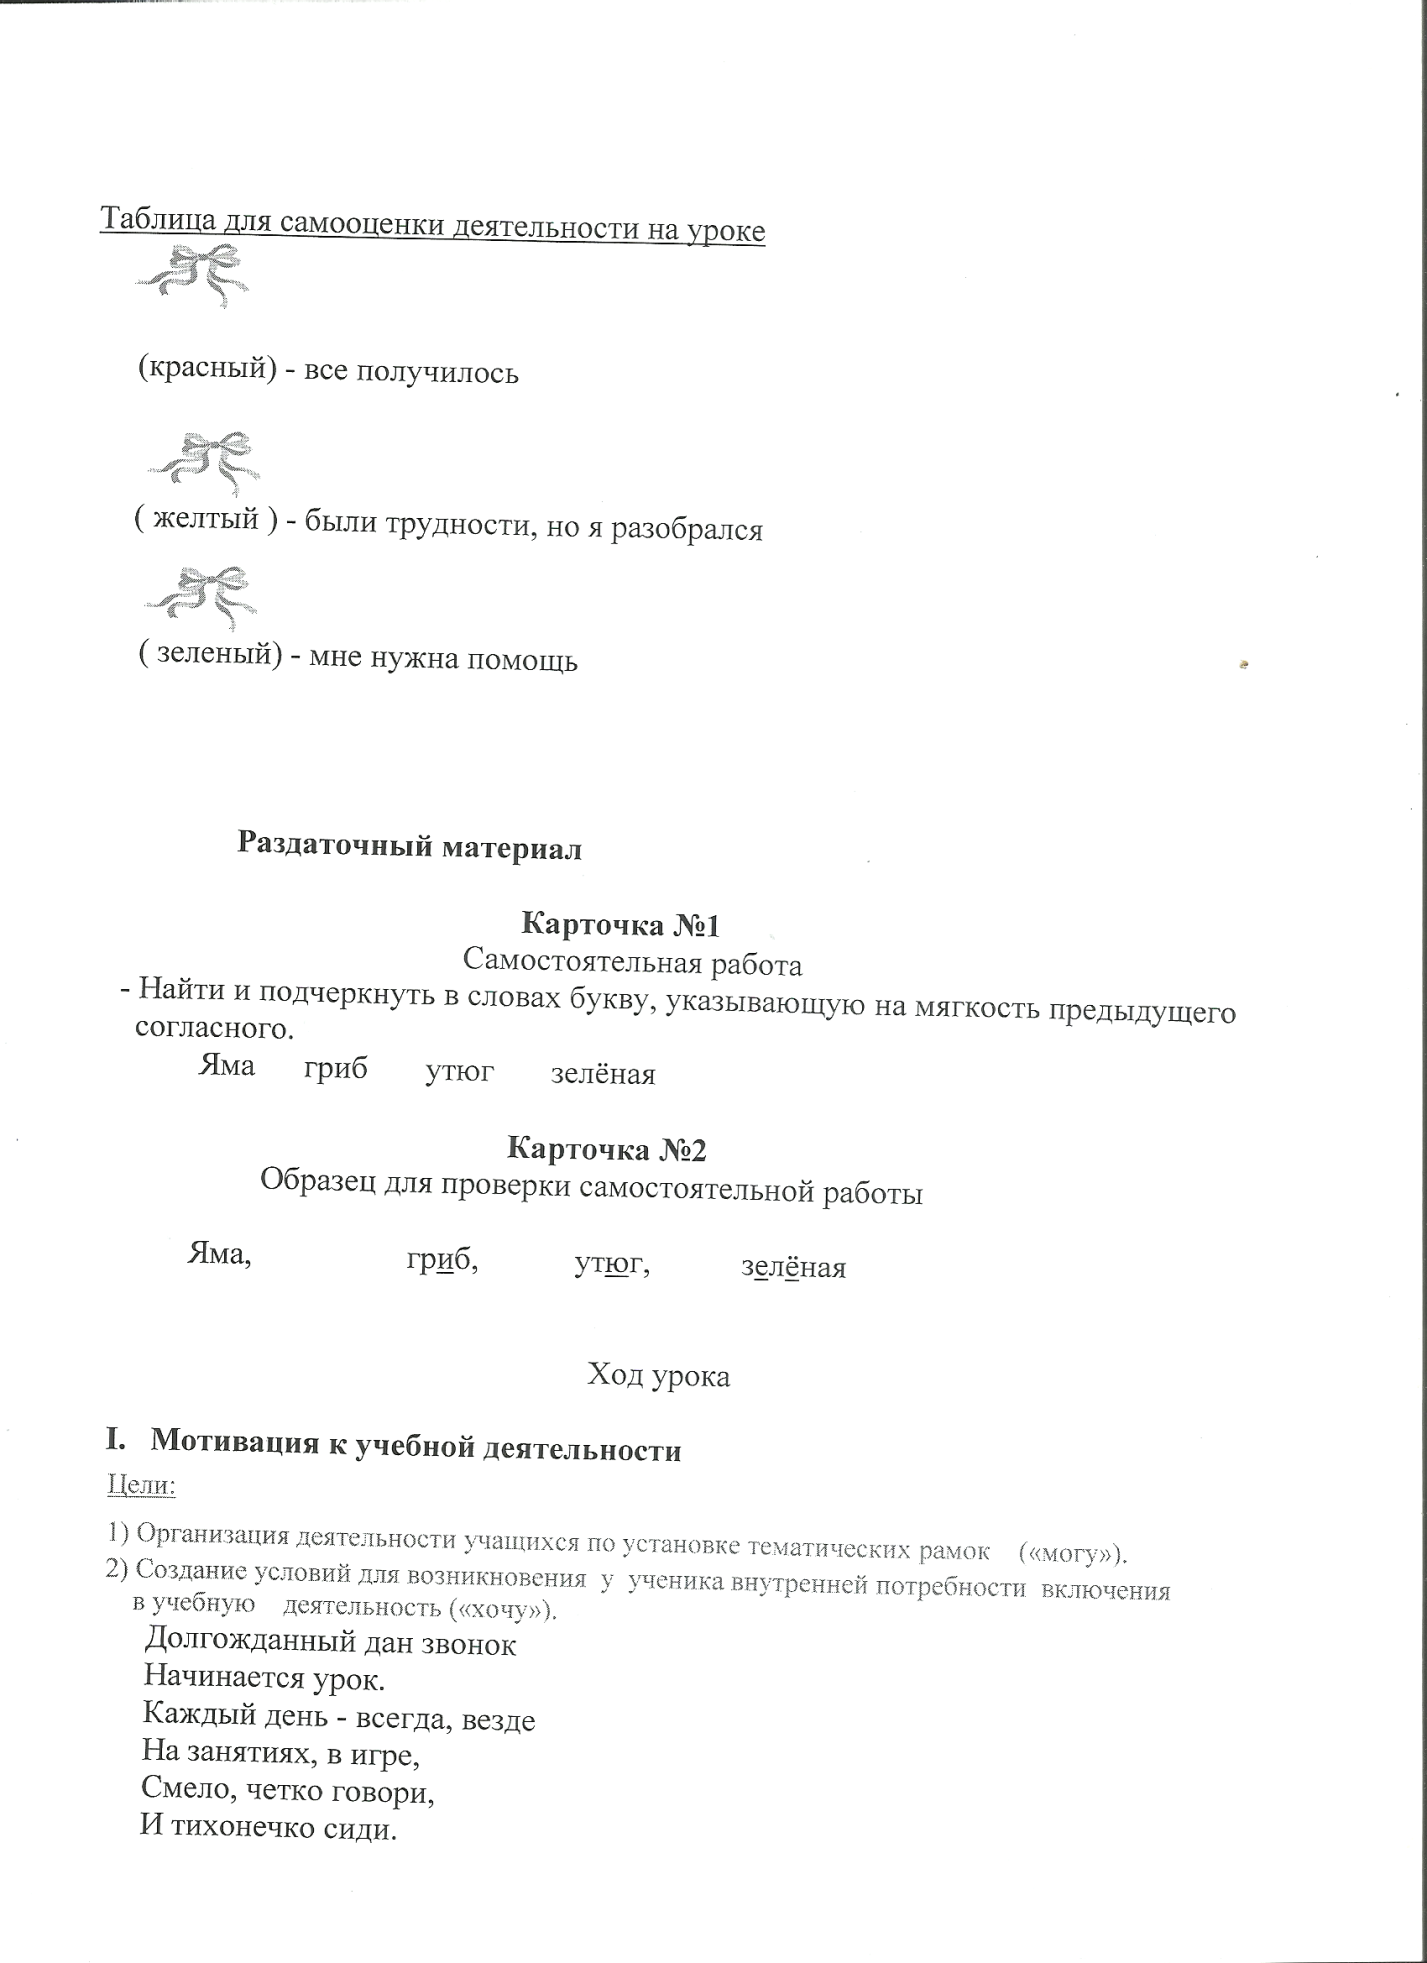 Таблица для самооценки деятельности на уроке
(красный) - все получилось
( желтый ) - были трудности, но я разобрался
( зеленый) - мне нужна помощь
Раздаточный материал
Карточка №1
Самостоятельная работа
- Найти и подчеркнуть в словах букву, указывающую на мягкость предыдущего
согласного.
Яма гриб утюг зелёная
Карточка №2
Образец для проверки самостоятельной работы
Яма, гриб, утюг, зелёная
Ход урока
I. Мотивация к учебной деятельности
Цели:
1) Организация деятельности учащихся по установке тематических рамок («могу»).
2) Создание условий для возникновения у ученика внутренней потребности включения
в учебную деятельность («хочу»).
Долгожданный дан звонок
Начинается урок.
Каждый день - всегда, везде
На занятиях, в игре,
Смело, четко говори,
И тихонечко сиди.